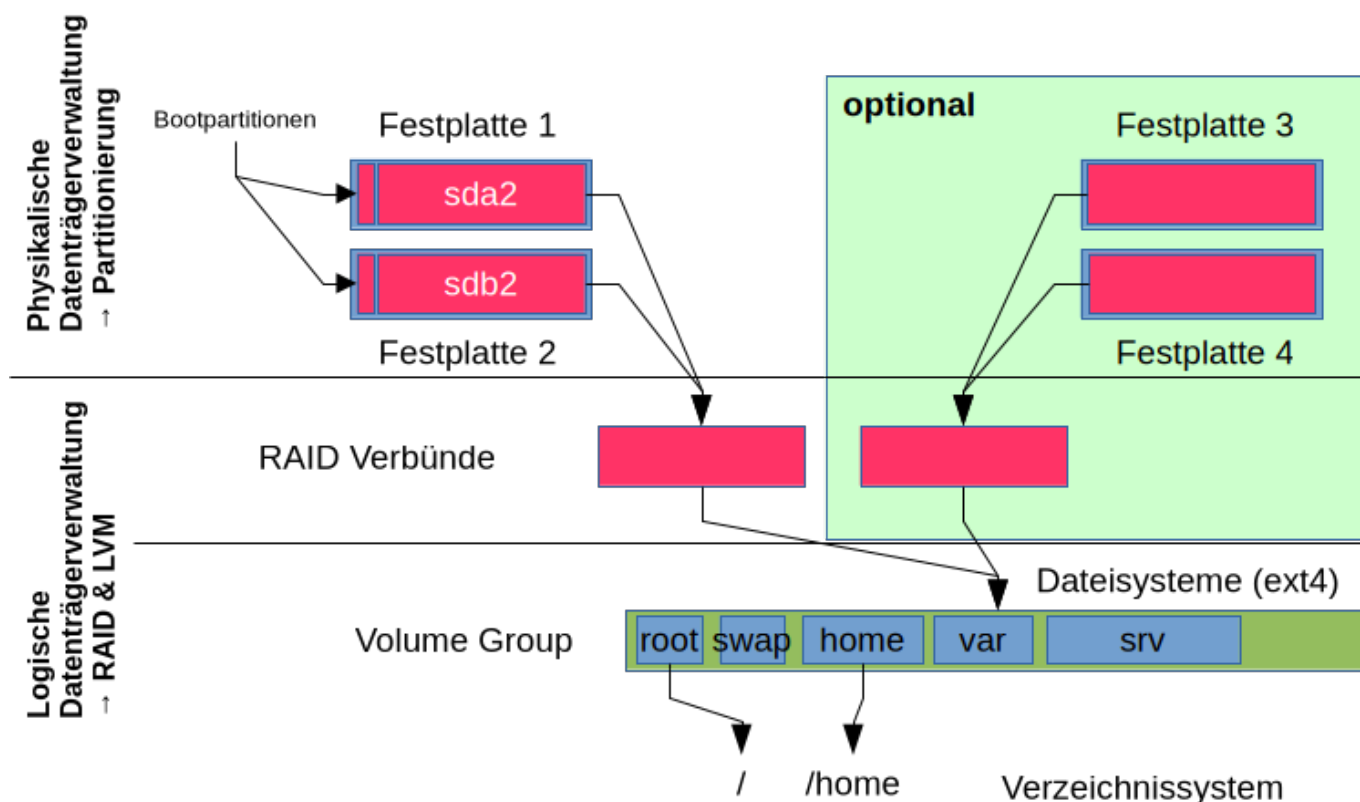 Physikalische
Datenträgerverwaltung
→ Partitionierung
Bootpartitionen
Festplatte 1
sda2
sdb2
Festplatte 2
optional
Festplatte 3
Festplatte 4
Logische
Datenträgerverwaltung
→ RAID & LVM
RAID Verbünde
Dateisysteme (ext4)
Volume Group
root
swap
home
var
srv
/
/home
Verzeichnissystem